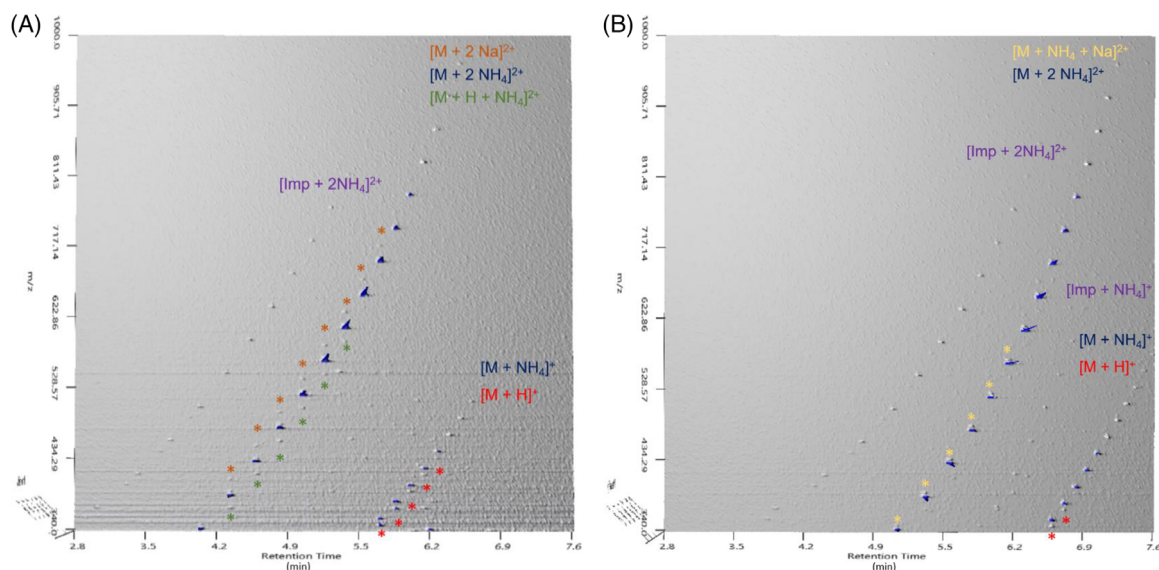 (A)
1000.0
905.71
811.43
717.14
622.86
528.57
434.29
340.0
m/z
[M + 2 Na]²⁺
[M + 2 NH₄]²⁺
[M + H + NH₄]²⁺
[Imp + 2NH₄]²⁺
[M + NH₄]⁺
[M + H]⁺
2.8 3.5 4.2 4.9 5.5 6.2 6.9 7.6
Retention Time
(min)
(B)
1000.0
905.71
811.43
717.14
622.86
528.57
434.29
m/z
[M + NH₄ + Na]²⁺
[M + 2 NH₄]²⁺
[Imp + 2NH₄]²⁺
[Imp + NH₄]⁺
[M + NH₄]⁺
[M + H]⁺
2.8 3.5 4.2 4.9 5.5 6.2 6.9 7.6
Retention Time
(min)